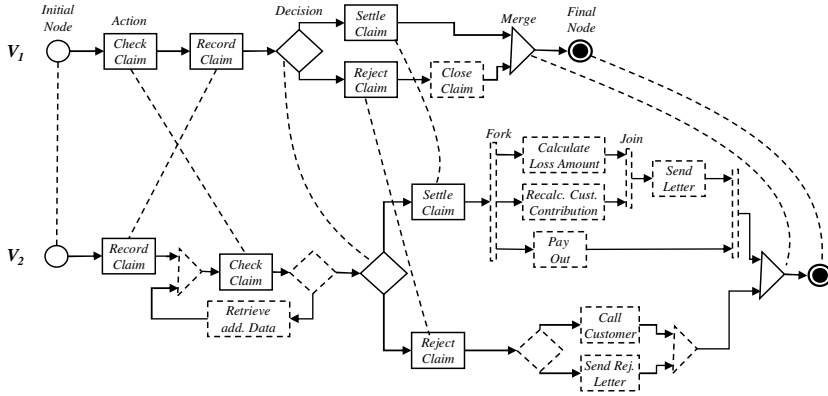 Initial
Node
Action
Decision
Merge
Final
Node
V1
Check
Claim
Record
Claim
Settle
Claim
Reject
Claim
Close
Claim
Fork
Join
Calculate
Loss Amount
Recalc. Cust.
Contribution
Pay
Out
Send
Letter
Settle
Claim
V2
Record
Claim
Check
Claim
Retrieve
add. Data
Reject
Claim
Call
Customer
Send Rej.
Letter